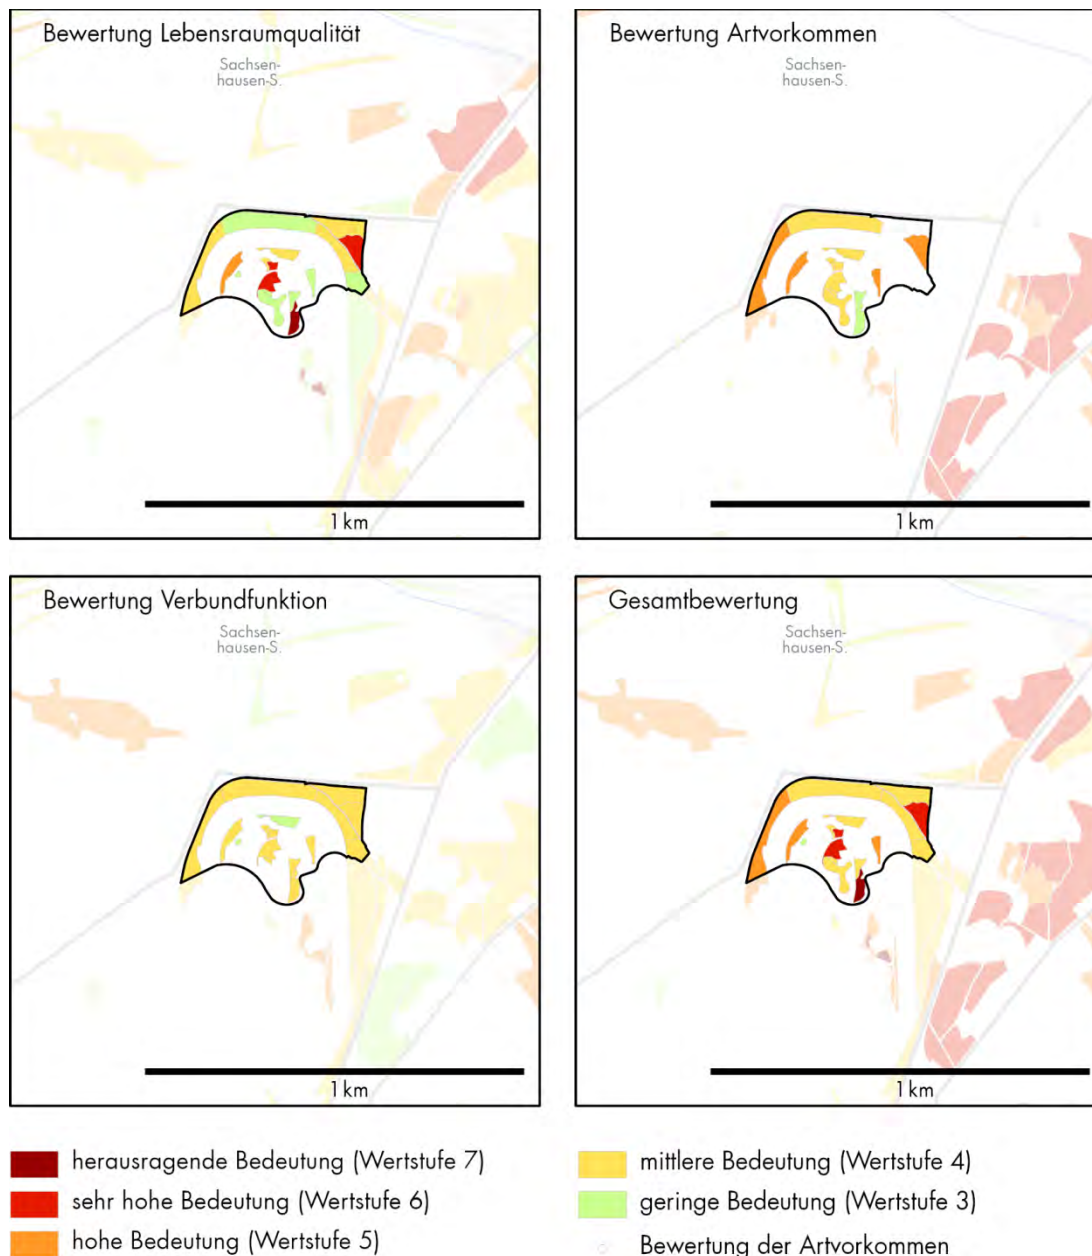 Bewertung Lebensraumqualität
Sachsen-
hausen-S.
1 km
Bewertung Artvorkommen
Sachsen-
hausen-S.
1 km
Bewertung Verbundfunktion
Sachsen-
hausen-S.
1 km
Gesamtbewertung
Sachsen-
hausen-S.
1 km
herausragende Bedeutung (Wertstufe 7)
sehr hohe Bedeutung (Wertstufe 6)
hohe Bedeutung (Wertstufe 5)
mittlere Bedeutung (Wertstufe 4)
geringe Bedeutung (Wertstufe 3)
Bewertung der Artvorkommen